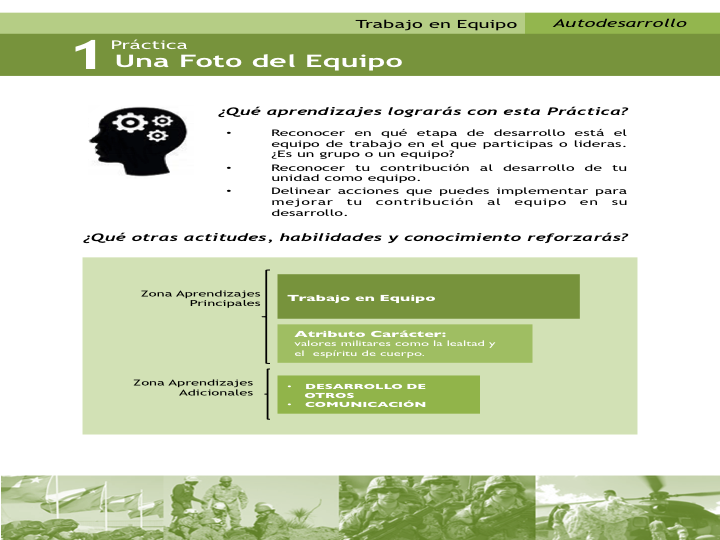 Trabajo en Equipo
Autodesarrollo
1
Práctica
Una Foto del Equipo
¿Qué aprendizajes lograrás con esta Práctica?
• Reconocer en qué etapa de desarrollo está el
equipo de trabajo en el que participas o lideras.
¿Es un grupo o un equipo?
• Reconocer tu contribución al desarrollo de tu
unidad como equipo.
• Delinear acciones que puedes implementar para
mejorar tu contribución al equipo en su
desarrollo.
¿Qué otras actitudes, habilidades y conocimiento reforzarás?
Zona Aprendizajes
Principales
Trabajo en Equipo
Atributo Carácter:
valores militares como la lealtad y
el espíritu de cuerpo.
Zona Aprendizajes
Adicionales
• DESARROLLO DE
OTROS
• COMUNICACIÓN